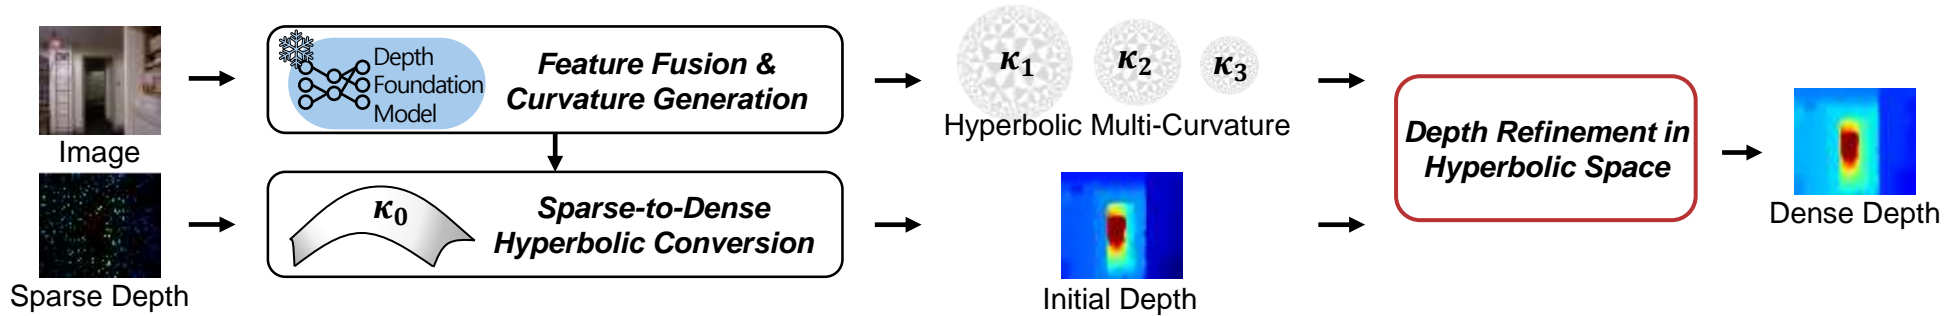 Image
Sparse Depth
Depth
Foundation
Model
Feature Fusion &
Curvature Generation
κ₀
Sparse-to-Dense
Hyperbolic Conversion
κ₁
κ₂
κ₃
Hyperbolic Multi-Curvature
Initial Depth
Depth Refinement in
Hyperbolic Space
Dense Depth